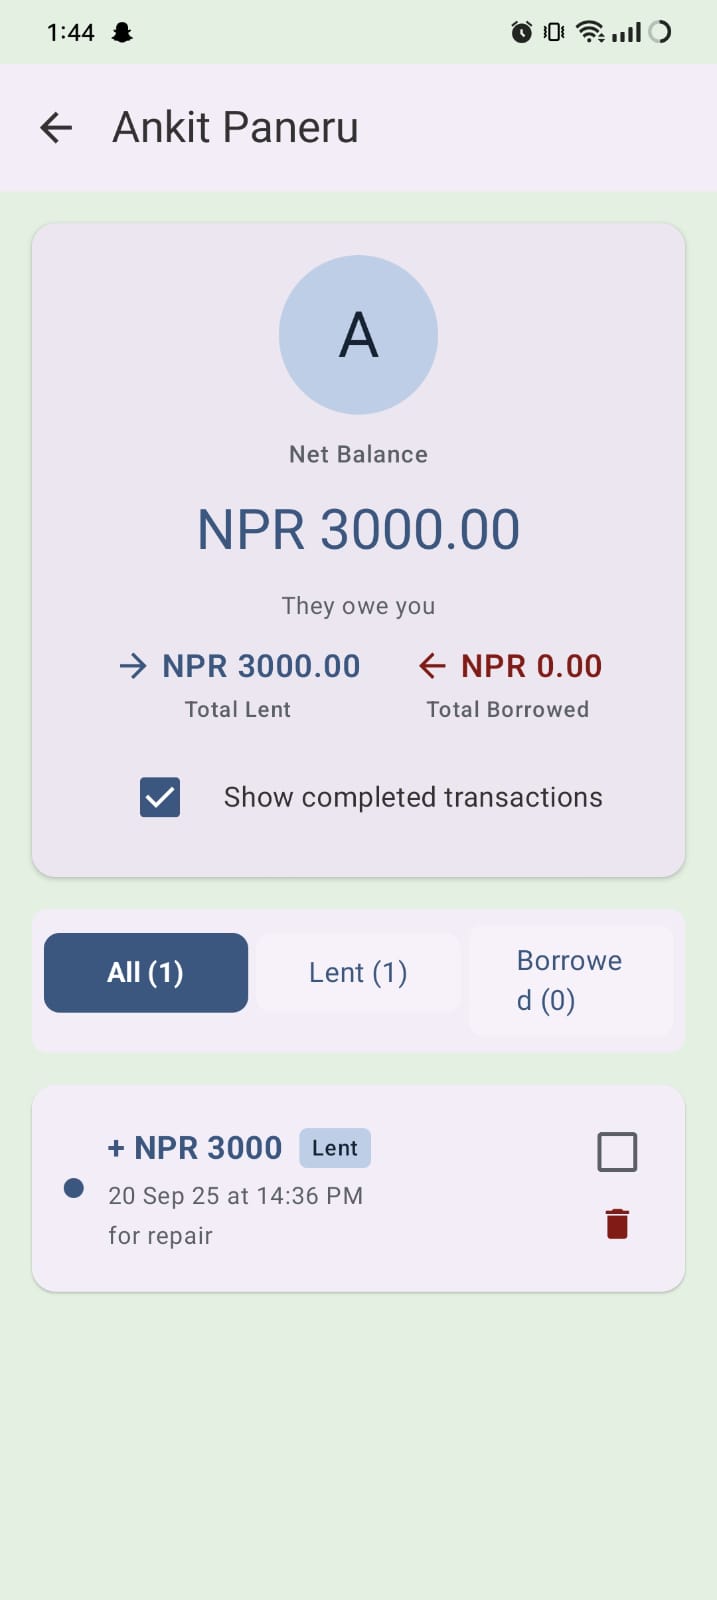 1:44
Ankit Paneru
A
Net Balance
NPR 3000.00
They owe you
→ NPR 3000.00
← NPR 0.00
Total Lent
Total Borrowed
Show completed transactions
All (1)
Lent (1)
Borrowe
d (0)
+ NPR 3000 Lent
20 Sep 25 at 14:36 PM
for repair